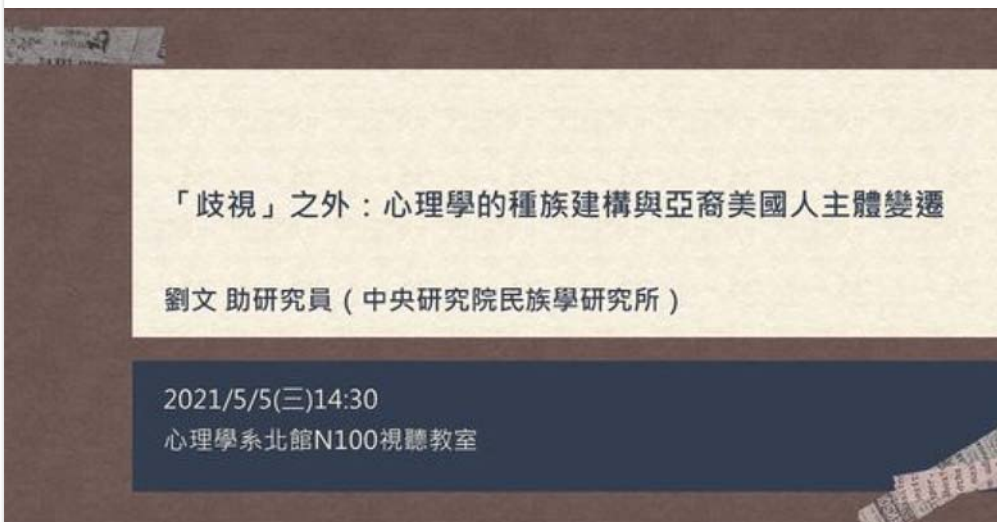 「歧視」之外：心理學的種族建構與亞裔美國人主體變遷
劉文 助研究員（中央研究院民族學研究所）
2021/5/5(三)14:30
心理學系北館N100視聽教室